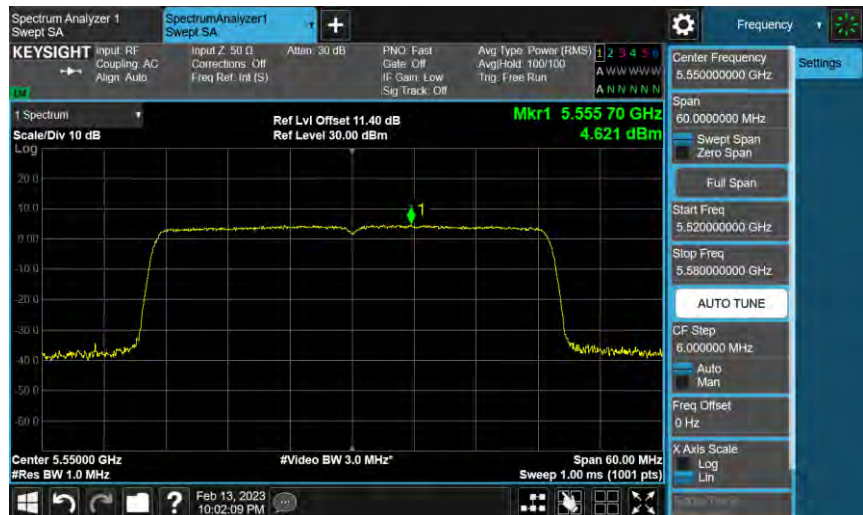 Spectrum Analyzer 1
Swept SA
SpectrumAnalyzer1
Swept SA
Frequency
KEYSIGHT
Input: RF
Coupling: AC
Align: Auto
Input Z: 50 Ω
Corrections: Off
Freq Ref: Int (S)
Atten: 30 dB
PNO: Fast
Gate: Off
IF Gain: Low
Sig Track: Off
Avg Type: Power (RMS)
Avg|Hold: 100/100
Trig: Free Run
1 2 3 4 5 6
A W W W W W
A N N N N N
1 Spectrum
Scale/Div 10 dB
Log
Ref Lvl Offset 11.40 dB
Ref Level 30.00 dBm
Mkr1 5.555 70 GHz
4.621 dBm
20.0
10.0
0.00
-10.0
-20.0
-30.0
-40.0
-50.0
-60.0
1
Center 5.55000 GHz
#Res BW 1.0 MHz
#Video BW 3.0 MHz*
Span 60.00 MHz
Sweep 1.00 ms (1001 pts)
?
Feb 13, 2023
10:02:09 PM
Center Frequency
5.550000000 GHz
Settings
Span
60.0000000 MHz
Swept Span
Zero Span
Full Span
Start Freq
5.520000000 GHz
Stop Freq
5.580000000 GHz
AUTO TUNE
CF Step
6.000000 MHz
Auto
Man
Freq Offset
0 Hz
X Axis Scale
Log
Lin